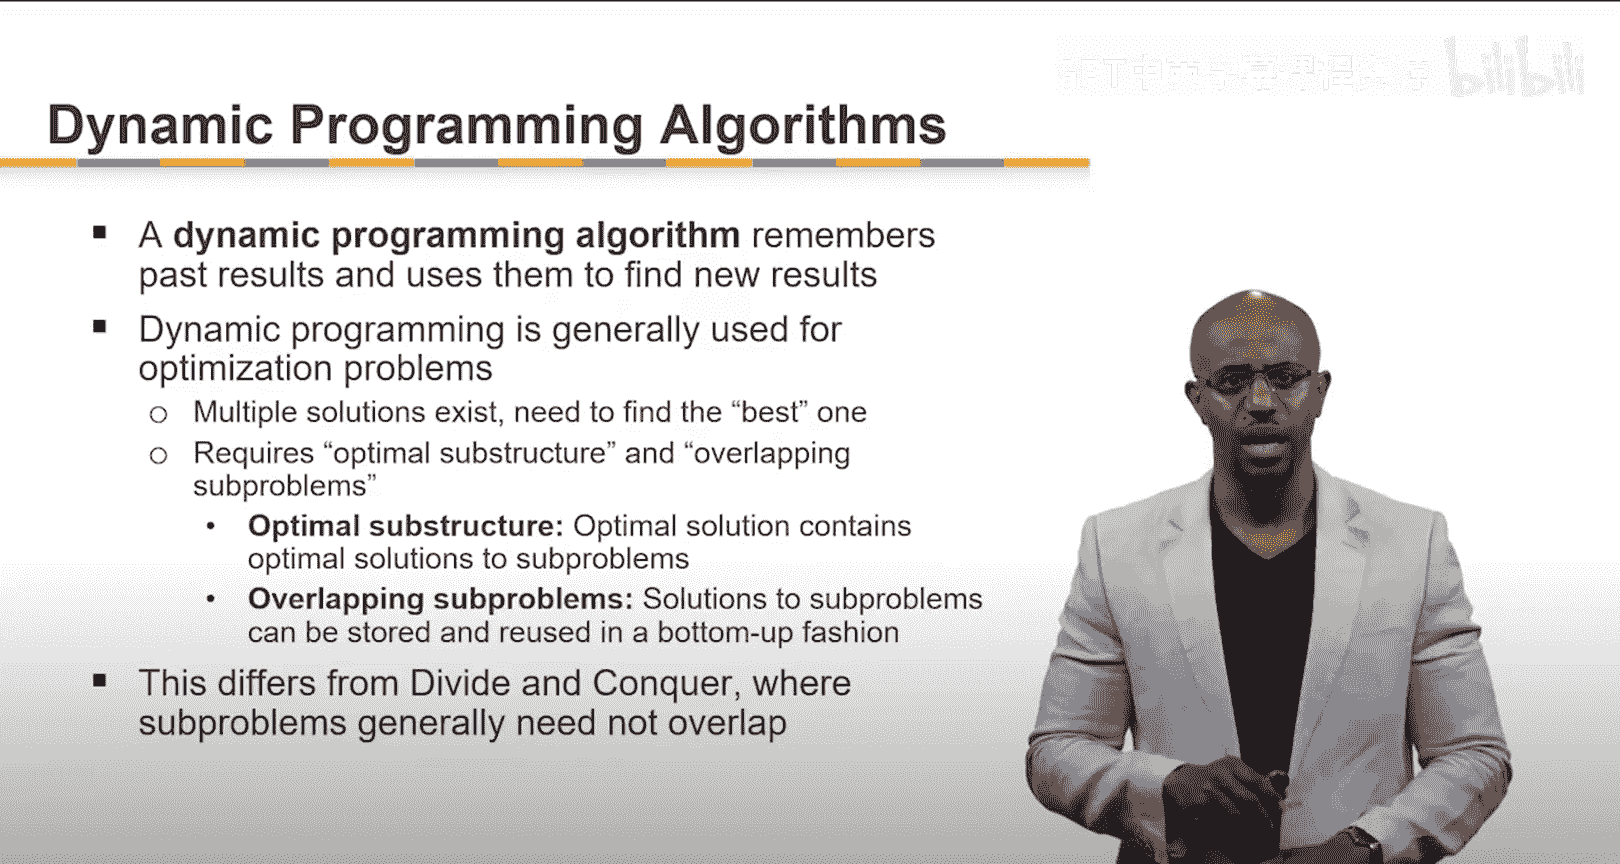 bilibili
Dynamic Programming Algorithms
▪ A dynamic programming algorithm remembers
past results and uses them to find new results
▪ Dynamic programming is generally used for
optimization problems
○ Multiple solutions exist, need to find the “best” one
○ Requires “optimal substructure” and “overlapping
subproblems”
• Optimal substructure: Optimal solution contains
optimal solutions to subproblems
• Overlapping subproblems: Solutions to subproblems
can be stored and reused in a bottom-up fashion
▪ This differs from Divide and Conquer, where
subproblems generally need not overlap